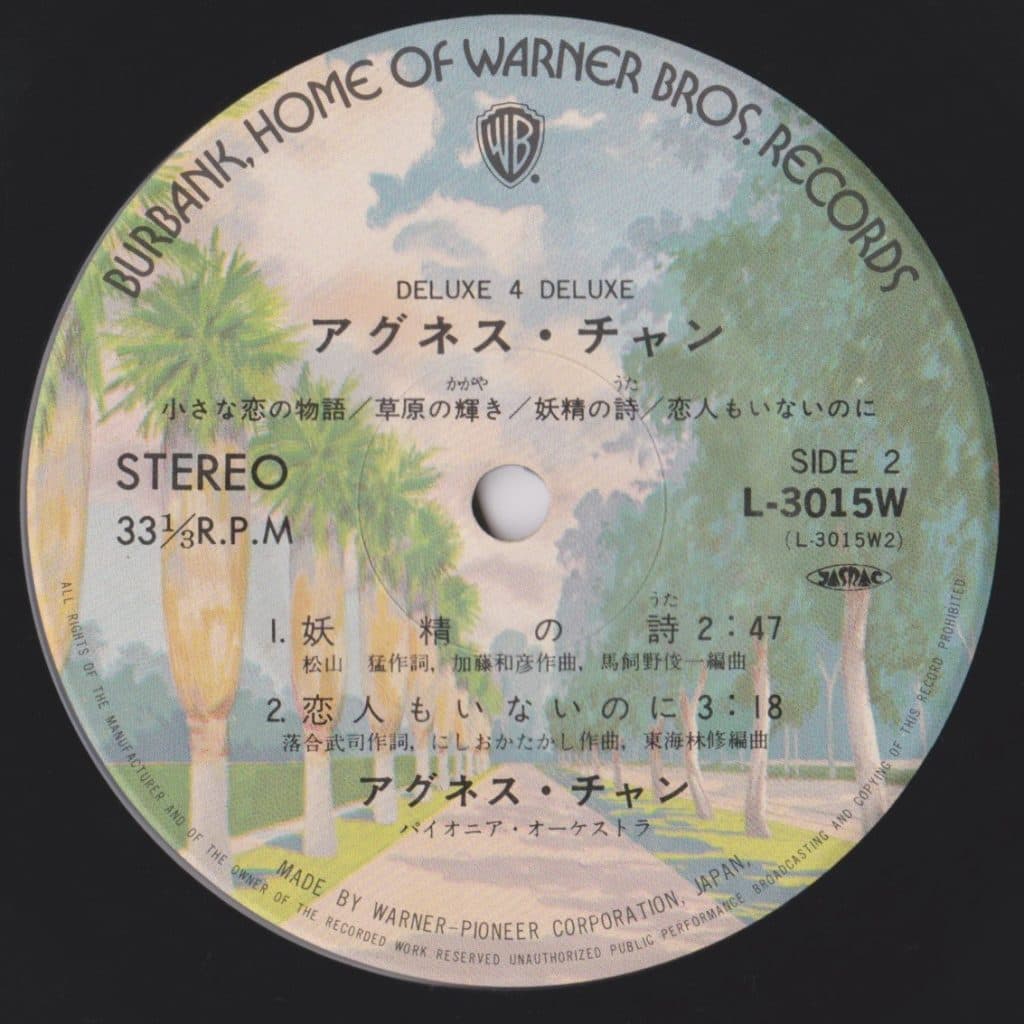 BURBANK, HOME OF WARNER BROS. RECORDS
WB
DELUXE 4 DELUXE
アグネス・チャン
かがや うた
小さな恋の物語／草原の輝き／妖精の詩／恋人もいないのに
STEREO
33⅓R.P.M
SIDE 2
L-3015W
(L-3015W2)
JASRAC
うた
1. 妖精の詩 2:47
松山 猛作詞, 加藤和彦作曲, 馬飼野俊一編曲
2. 恋人もいないのに 3:18
落合武司作詞, にしおかたかし作曲, 東海林修編曲
アグネス・チャン
パイオニア・オーケストラ
MADE BY WARNER-PIONEER CORPORATION, JAPAN,
ALL RIGHTS OF THE MANUFACTURER AND OF THE OWNER OF THE RECORDED WORK RESERVED UNAUTHORIZED PUBLIC PERFORMANCE BROADCASTING AND COPYING OF THIS RECORD PROHIBITED